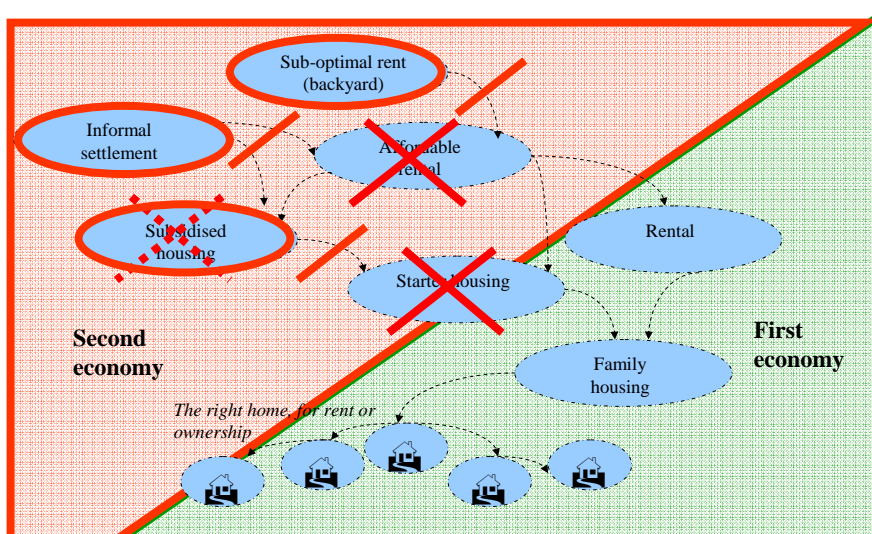 Sub-optimal rent
(backyard)
Informal
settlement
Affordable
rental
Subsidised
housing
Rental
Starter housing
Second
economy
First
economy
Family
housing
The right home, for rent or
ownership